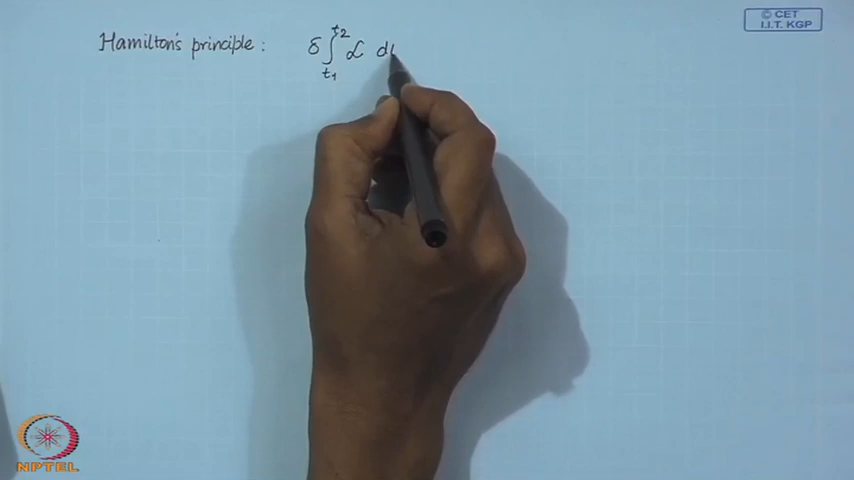 Hamilton's principle : δ∫_{t₁}^{t₂} ℒ d
© CET
I.I.T. KGP
NPTEL